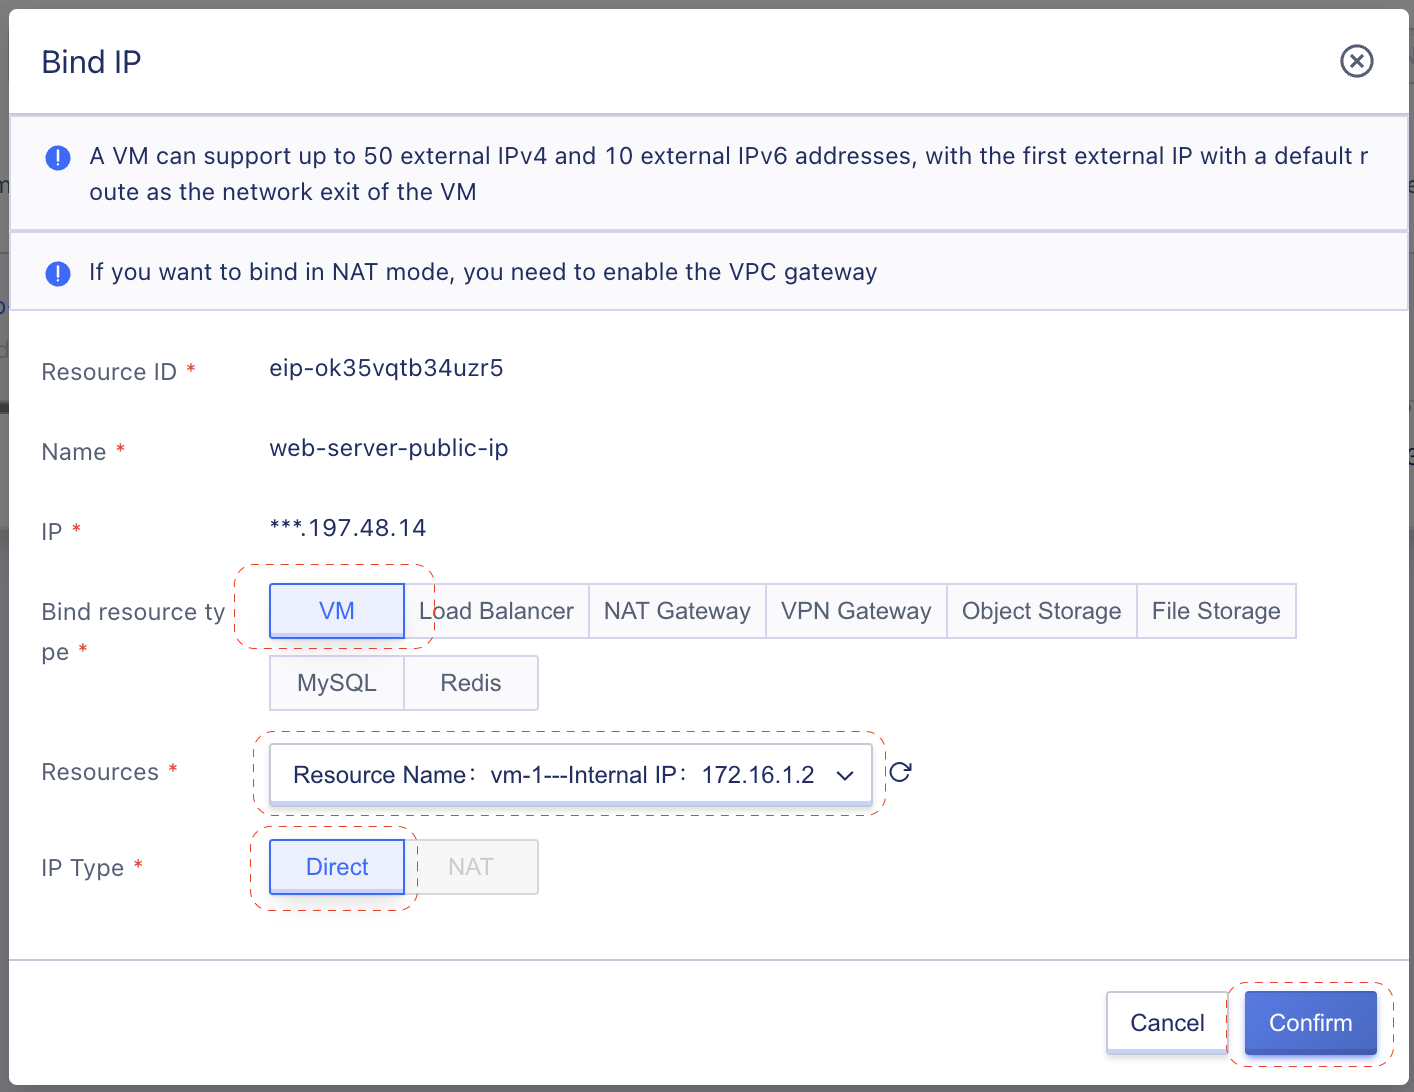 Bind IP
A VM can support up to 50 external IPv4 and 10 external IPv6 addresses, with the first external IP with a default r
oute as the network exit of the VM
If you want to bind in NAT mode, you need to enable the VPC gateway
Resource ID * eip-ok35vqtb34uzr5
Name * web-server-public-ip
IP * ***.197.48.14
Bind resource ty
pe *
VM Load Balancer NAT Gateway VPN Gateway Object Storage File Storage
MySQL Redis
Resources * Resource Name：vm-1---Internal IP：172.16.1.2
IP Type * Direct NAT
Cancel Confirm